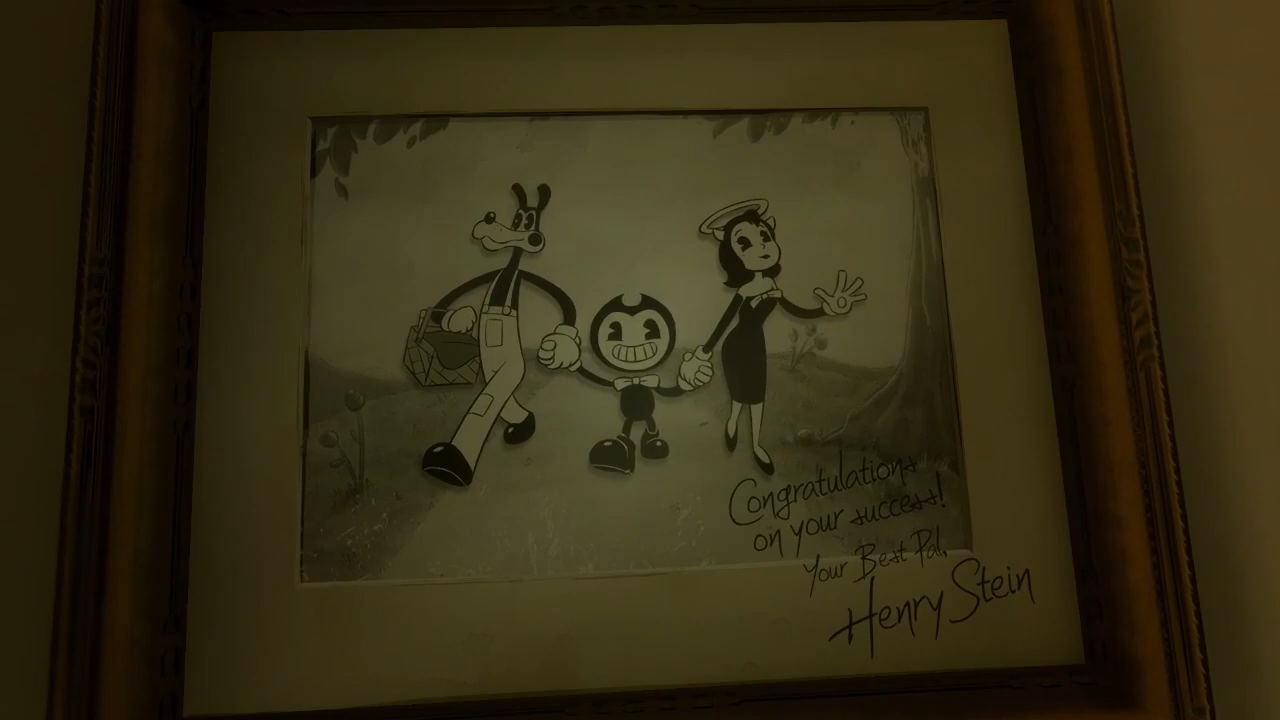 Congratulations
on your success!
Your Best Pal,
Henry Stein